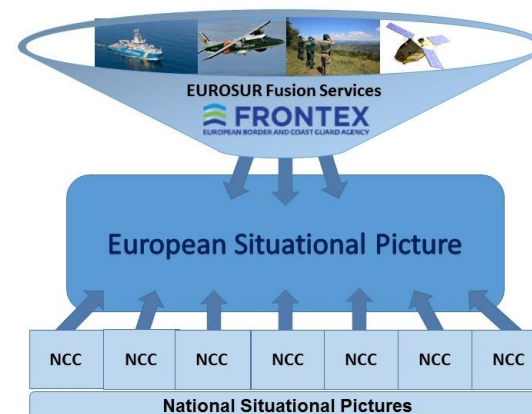 EUROSUR Fusion Services
FRONTEX
EUROPEAN BORDER AND COAST GUARD AGENCY
European Situational Picture
NCC NCC NCC NCC NCC NCC NCC
National Situational Pictures